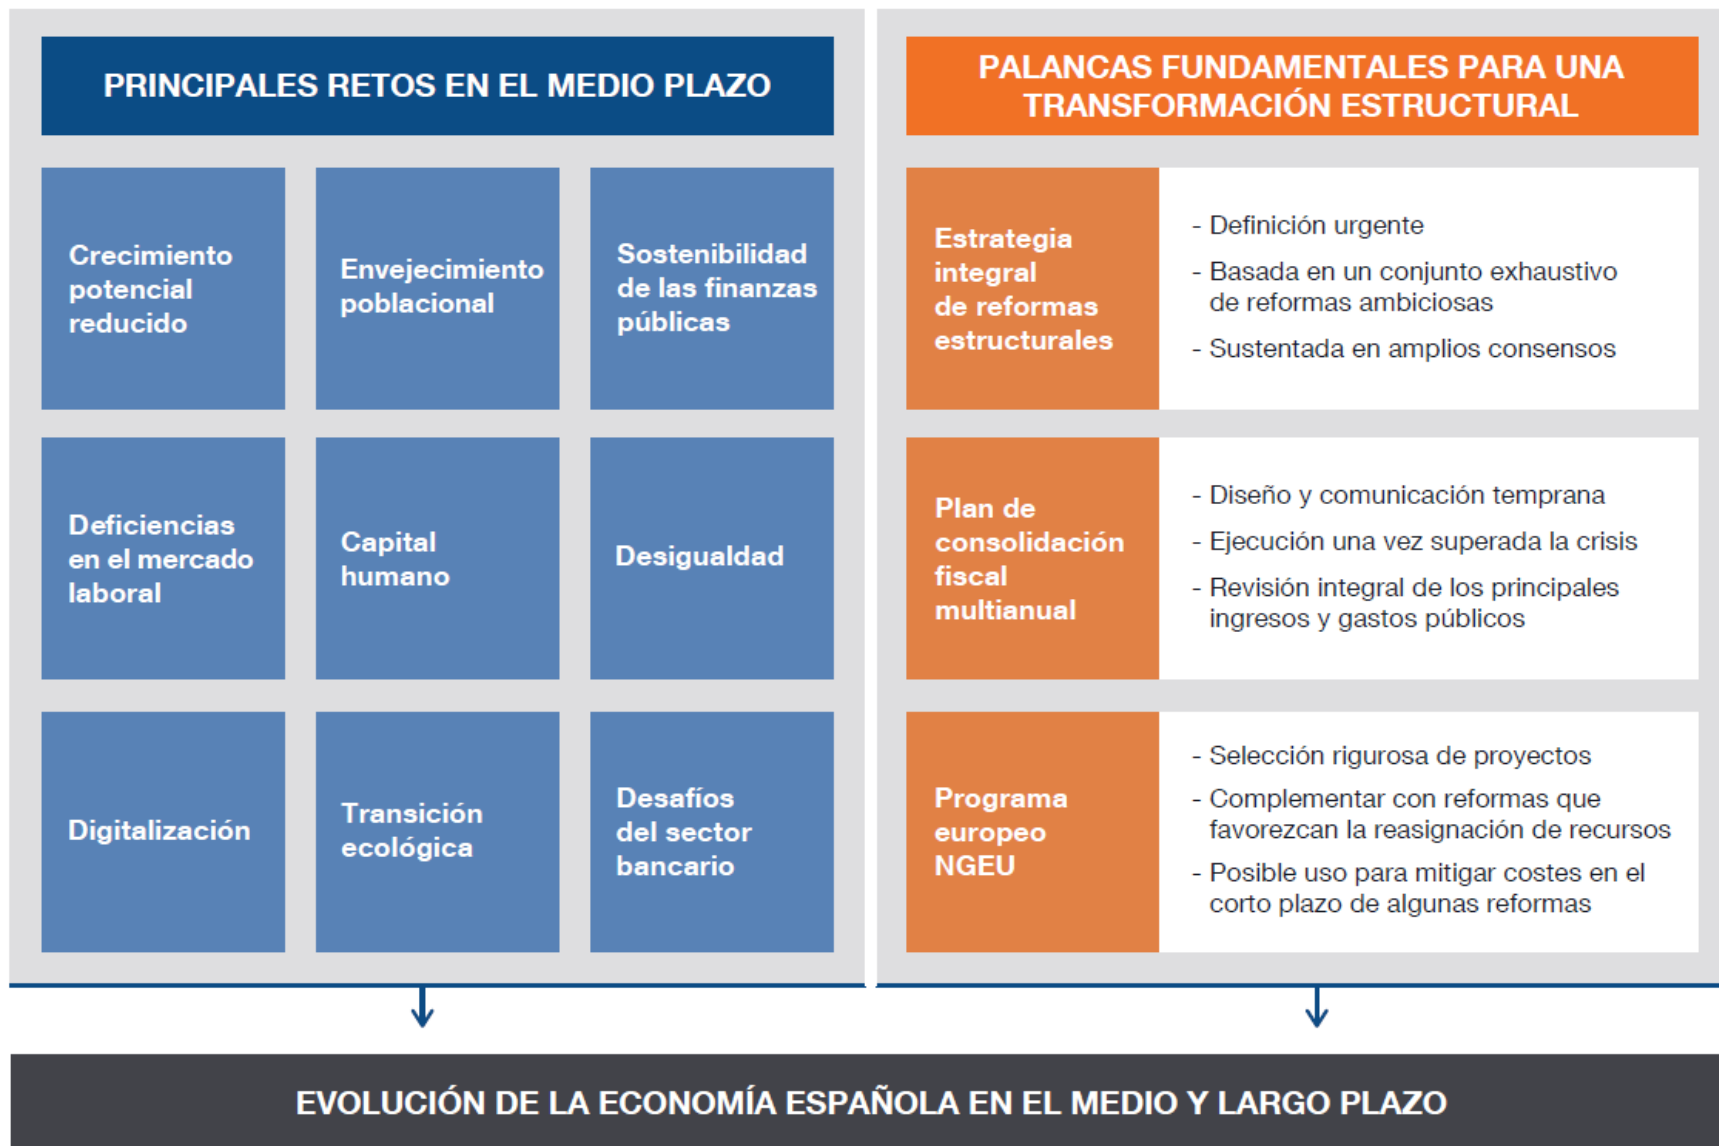 PRINCIPALES RETOS EN EL MEDIO PLAZO
Crecimiento
potencial
reducido
Envejecimiento
poblacional
Sostenibilidad
de las finanzas
públicas
Deficiencias
en el mercado
laboral
Capital
humano
Desigualdad
Digitalización
Transición
ecológica
Desafíos
del sector
bancario
PALANCAS FUNDAMENTALES PARA UNA
TRANSFORMACIÓN ESTRUCTURAL
Estrategia
integral
de reformas
estructurales
- Definición urgente
- Basada en un conjunto exhaustivo
de reformas ambiciosas
- Sustentada en amplios consensos
Plan de
consolidación
fiscal
multianual
- Diseño y comunicación temprana
- Ejecución una vez superada la crisis
- Revisión integral de los principales
ingresos y gastos públicos
Programa
europeo
NGEU
- Selección rigurosa de proyectos
- Complementar con reformas que
favorezcan la reasignación de recursos
- Posible uso para mitigar costes en el
corto plazo de algunas reformas
EVOLUCIÓN DE LA ECONOMÍA ESPAÑOLA EN EL MEDIO Y LARGO PLAZO